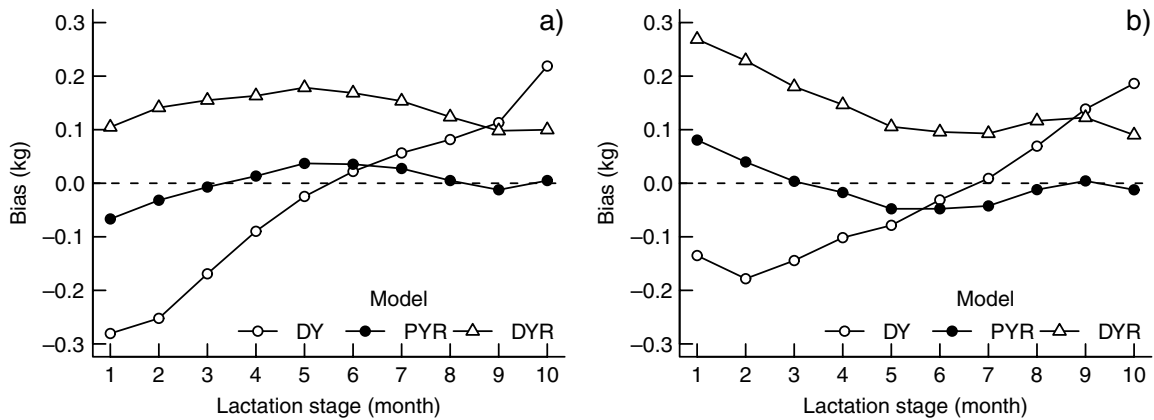 a)
0.3
0.2
0.1
0.0
–0.1
–0.2
–0.3
Bias (kg)
Model
DY PYR DYR
1 2 3 4 5 6 7 8 9 10
Lactation stage (month)
b)
0.3
0.2
0.1
0.0
–0.1
–0.2
–0.3
Bias (kg)
Model
DY PYR DYR
1 2 3 4 5 6 7 8 9 10
Lactation stage (month)